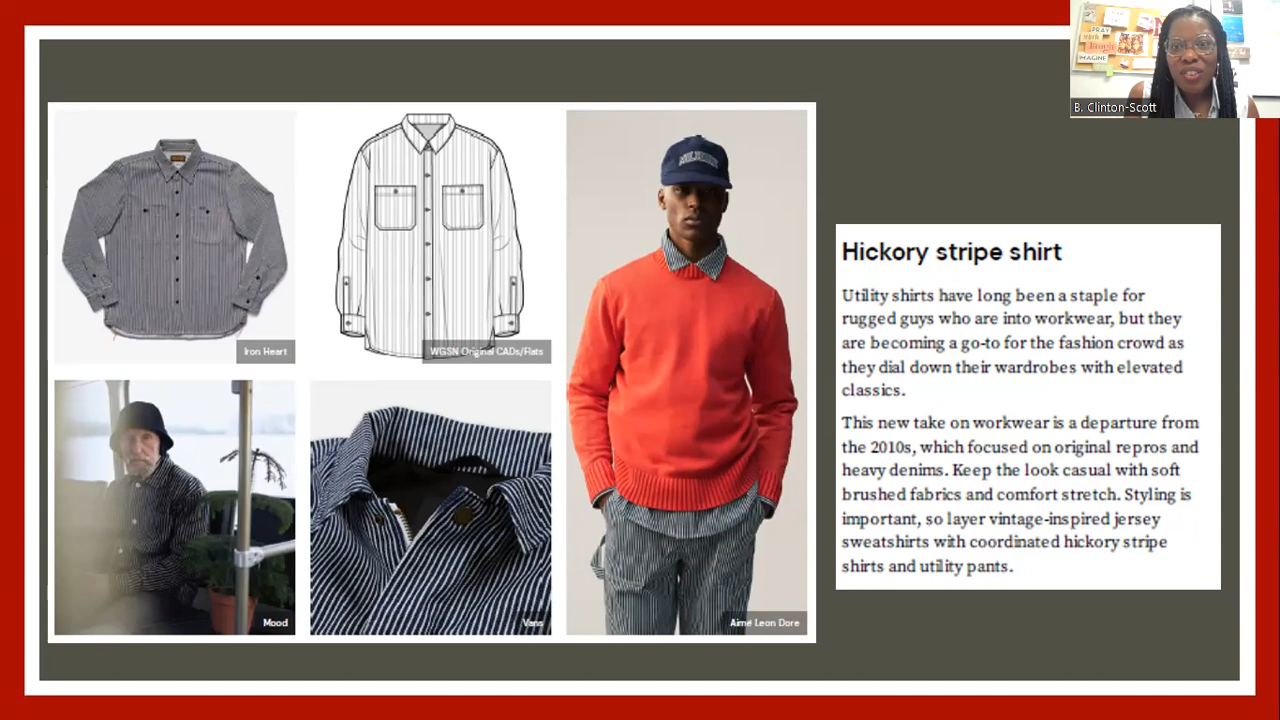 PRAY
Laugh
IMAGINE
B. Clinton-Scott
Iron Heart
WGSN Original CADs/Flats
Mood
Vans
Aimé Leon Dore
Hickory stripe shirt
Utility shirts have long been a staple for
rugged guys who are into workwear, but they
are becoming a go-to for the fashion crowd as
they dial down their wardrobes with elevated
classics.
This new take on workwear is a departure from
the 2010s, which focused on original repros and
heavy denims. Keep the look casual with soft
brushed fabrics and comfort stretch. Styling is
important, so layer vintage-inspired jersey
sweatshirts with coordinated hickory stripe
shirts and utility pants.